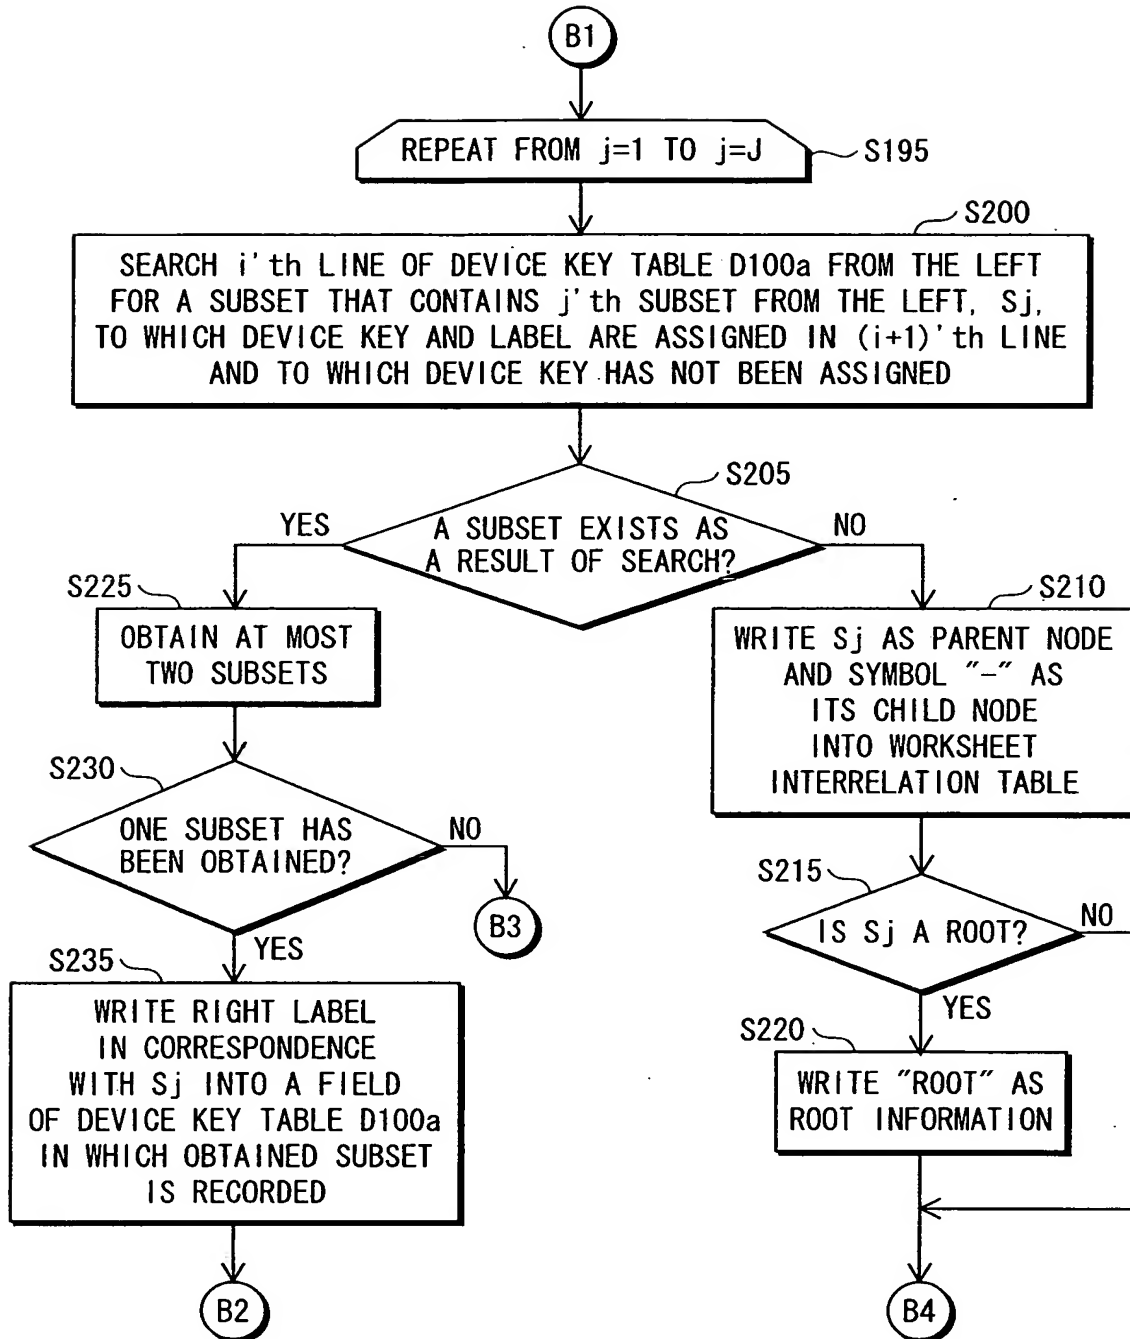 B1
REPEAT FROM j=1 TO j=J
S195
S200
SEARCH i'th LINE OF DEVICE KEY TABLE D100a FROM THE LEFT
FOR A SUBSET THAT CONTAINS j'th SUBSET FROM THE LEFT, Sj,
TO WHICH DEVICE KEY AND LABEL ARE ASSIGNED IN (i+1)'th LINE
AND TO WHICH DEVICE KEY HAS NOT BEEN ASSIGNED
S205
YES
A SUBSET EXISTS AS
A RESULT OF SEARCH?
NO
S225
OBTAIN AT MOST
TWO SUBSETS
S210
WRITE Sj AS PARENT NODE
AND SYMBOL "-" AS
ITS CHILD NODE
INTO WORKSHEET
INTERRELATION TABLE
S230
ONE SUBSET HAS
BEEN OBTAINED?
NO
B3
YES
S215
IS Sj A ROOT?
NO
YES
S235
WRITE RIGHT LABEL
IN CORRESPONDENCE
WITH Sj INTO A FIELD
OF DEVICE KEY TABLE D100a
IN WHICH OBTAINED SUBSET
IS RECORDED
S220
WRITE "ROOT" AS
ROOT INFORMATION
B2
B4